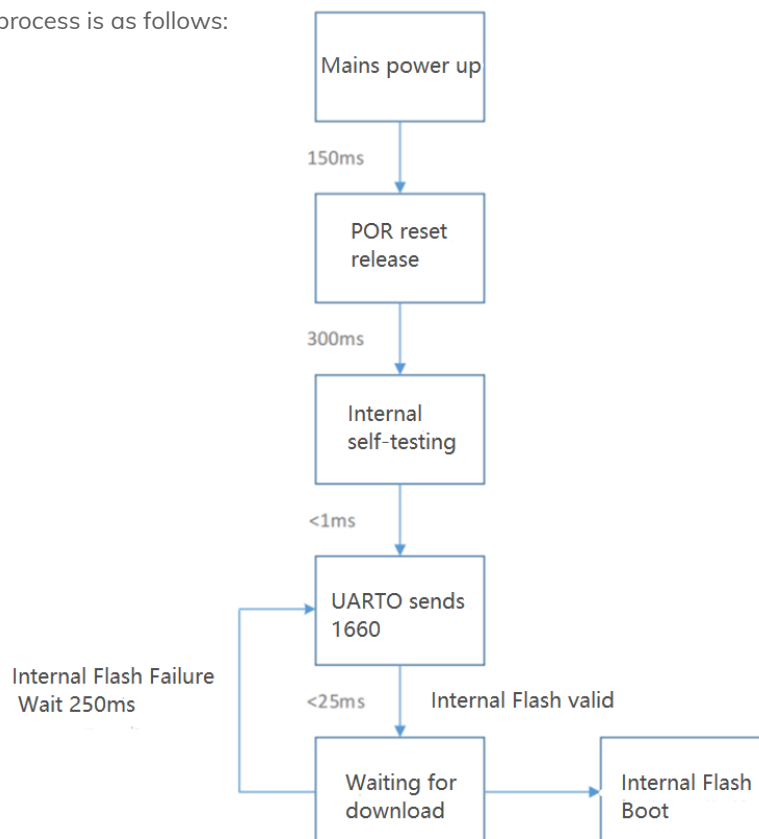 process is as follows:
Mains power up
150ms
POR reset
release
300ms
Internal
self-testing
<1ms
UARTO sends
1660
Internal Flash Failure
Wait 250ms
<25ms
Internal Flash valid
Waiting for
download
Internal Flash
Boot